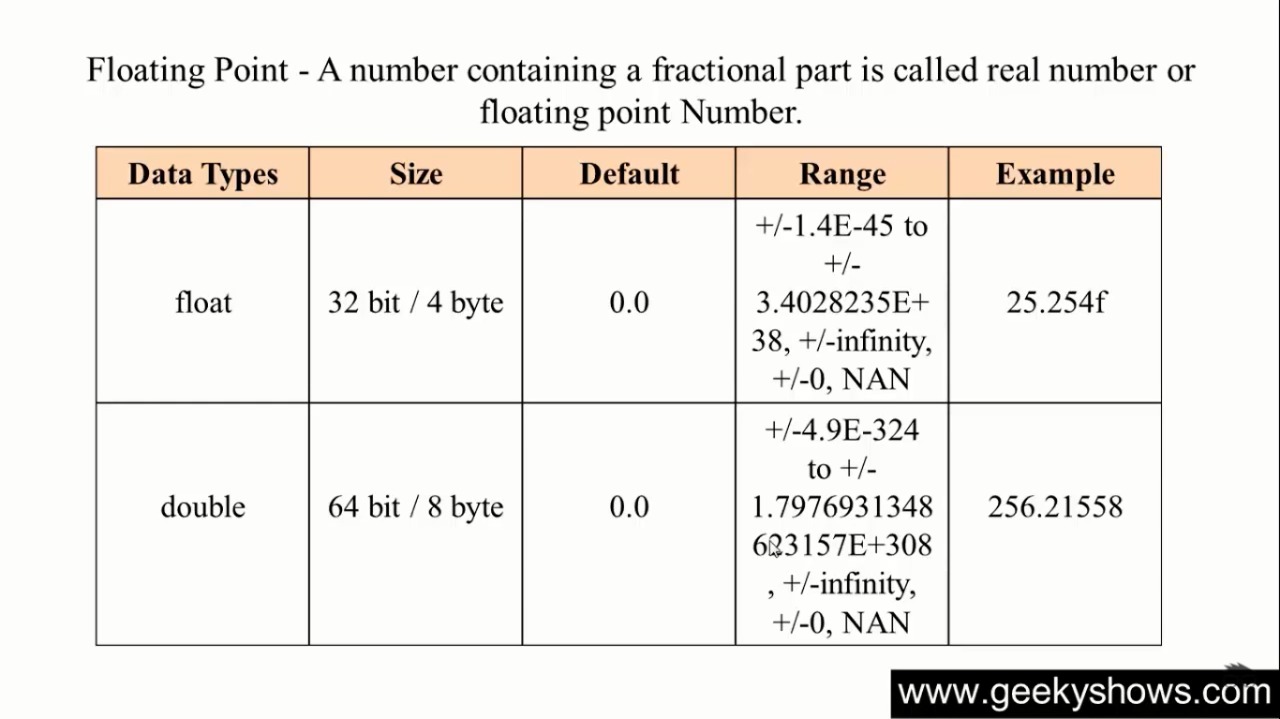 Floating Point - A number containing a fractional part is called real number or
floating point Number.
Data Types Size Default Range Example
float 32 bit / 4 byte 0.0 +/-1.4E-45 to
+/-
3.4028235E+
38, +/-infinity,
+/-0, NAN 25.254f
double 64 bit / 8 byte 0.0 +/-4.9E-324
to +/-
1.7976931348
623157E+308
, +/-infinity,
+/-0, NAN 256.21558
www.geekyshows.com